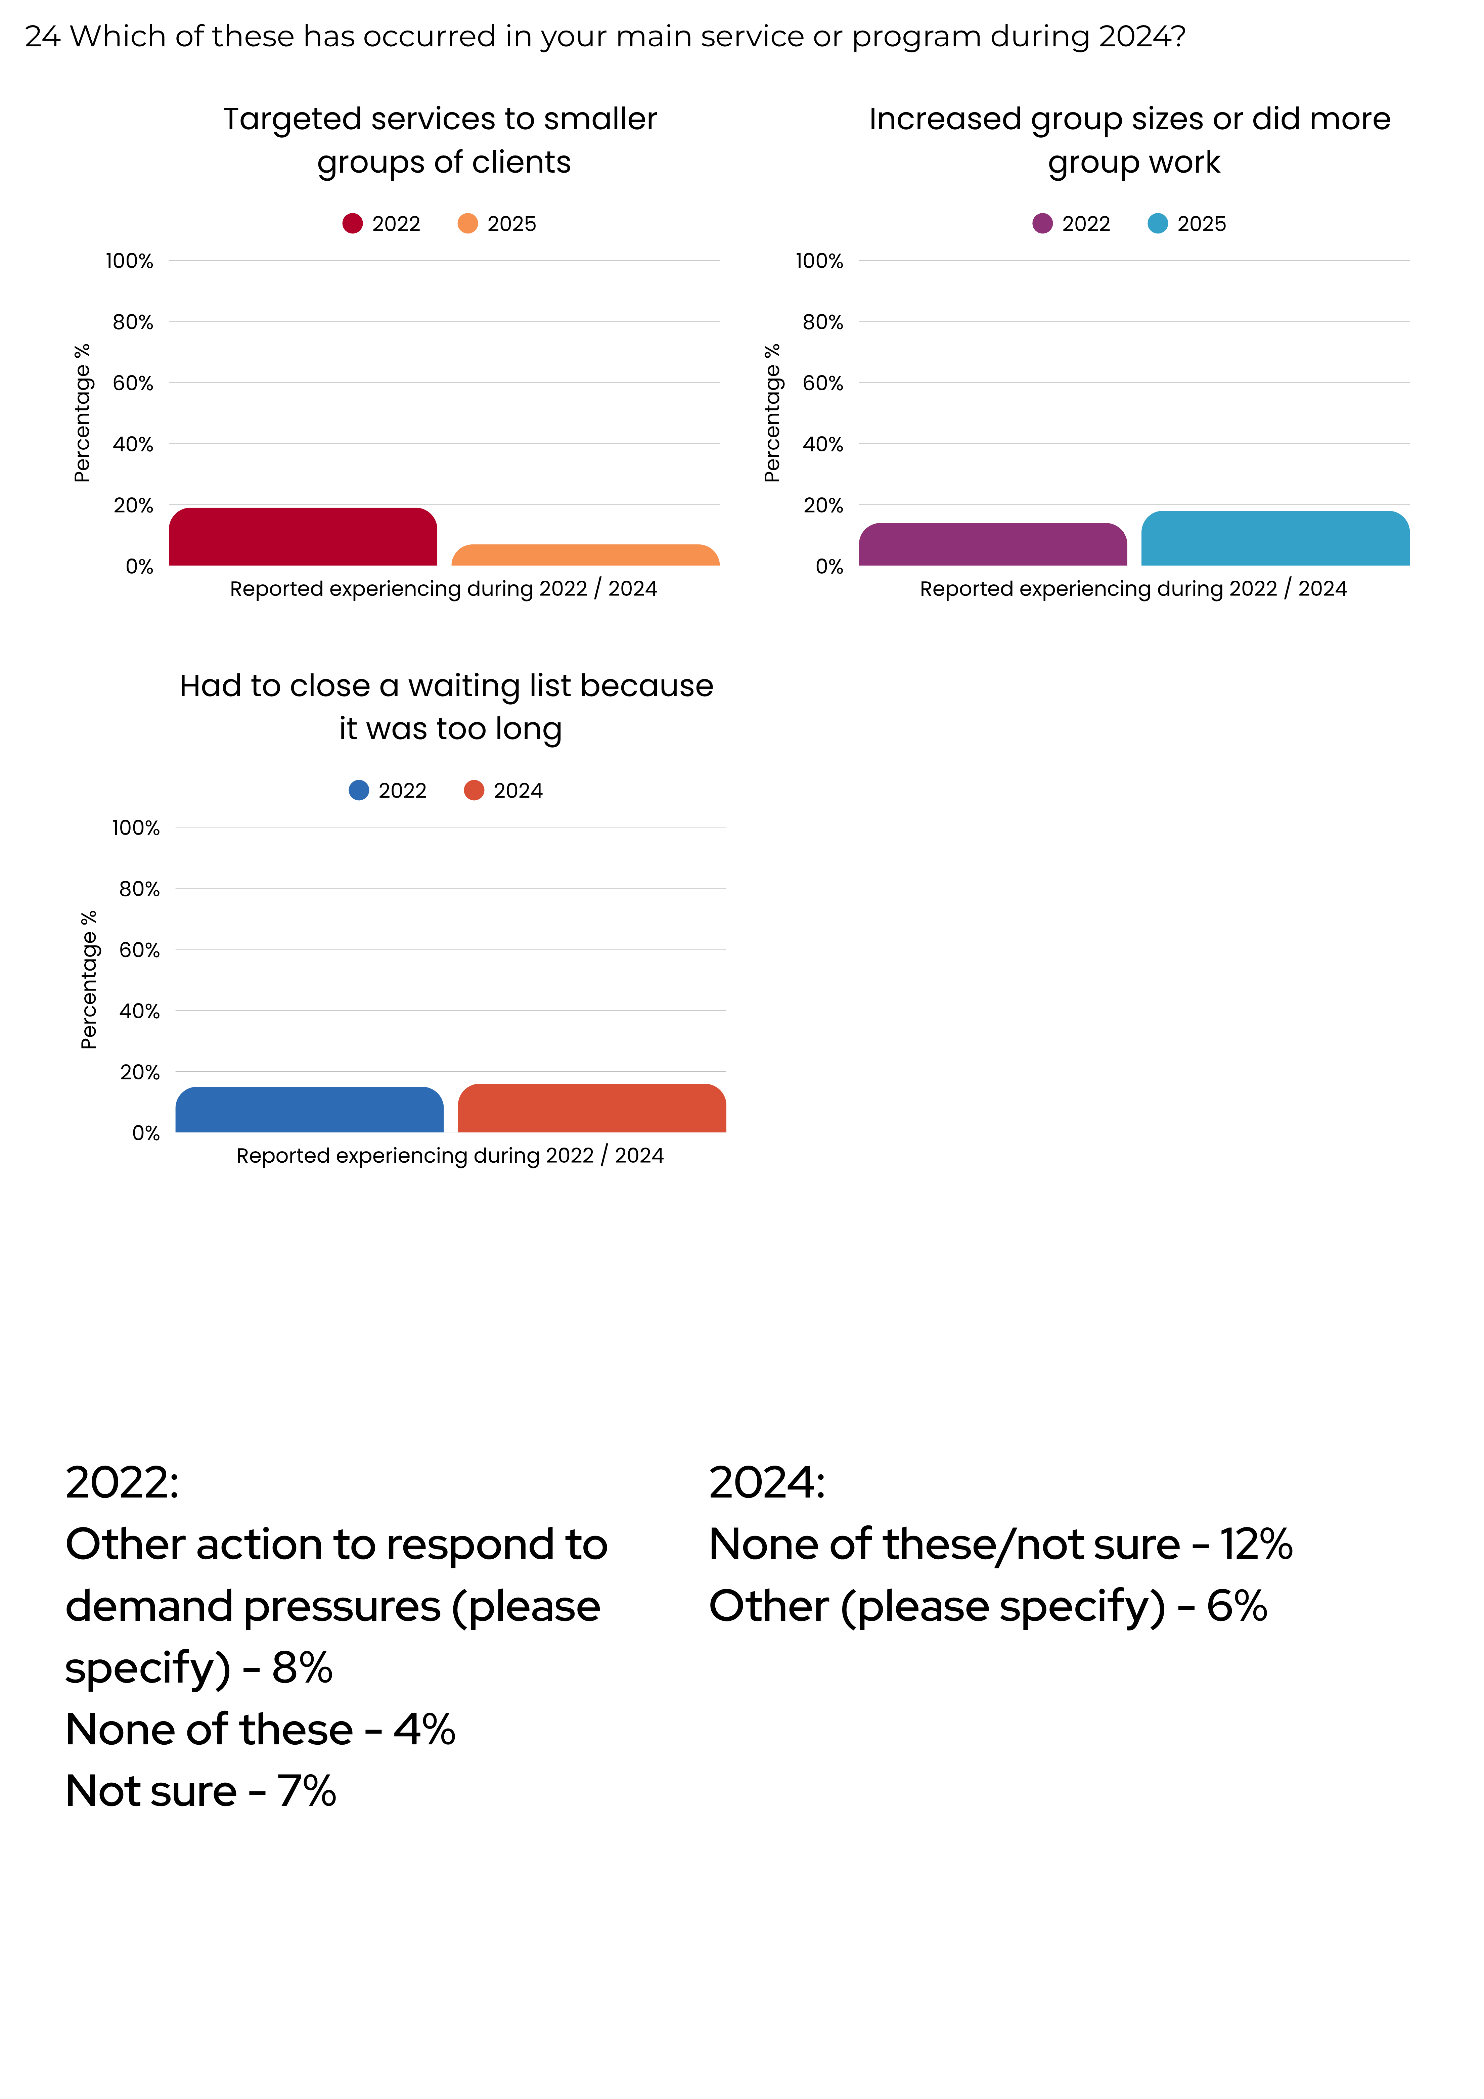 24 Which of these has occurred in your main service or program during 2024?
Targeted services to smaller
groups of clients
2022 2025
100%
80%
60%
40%
20%
0%
Percentage %
Reported experiencing during 2022 / 2024
Increased group sizes or did more
group work
2022 2025
100%
80%
60%
40%
20%
0%
Percentage %
Reported experiencing during 2022 / 2024
Had to close a waiting list because
it was too long
2022 2024
100%
80%
60%
40%
20%
0%
Percentage %
Reported experiencing during 2022 / 2024
2022:
Other action to respond to
demand pressures (please
specify) - 8%
None of these - 4%
Not sure - 7%
2024:
None of these/not sure - 12%
Other (please specify) - 6%